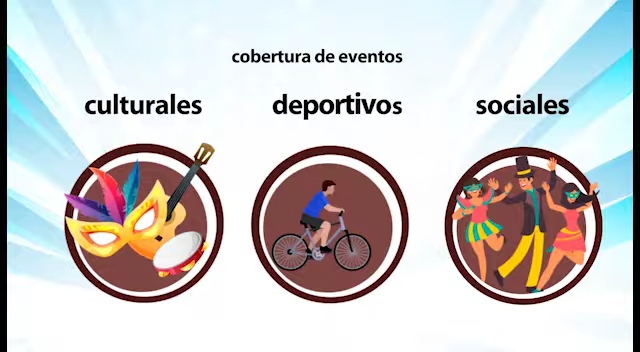 cobertura de eventos
culturales
deportivos
sociales